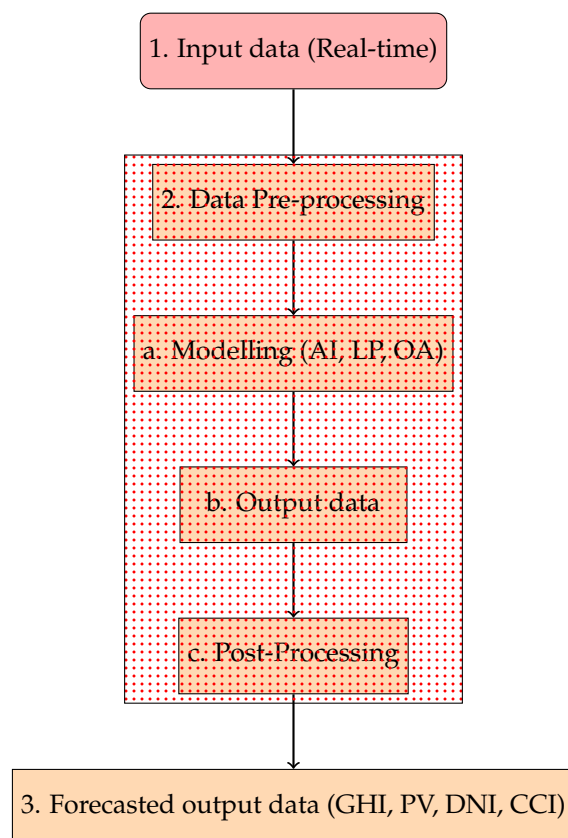 1. Input data (Real-time)
2. Data Pre-processing
a. Modelling (AI, LP, OA)
b. Output data
c. Post-Processing
3. Forecasted output data (GHI, PV, DNI, CCI)